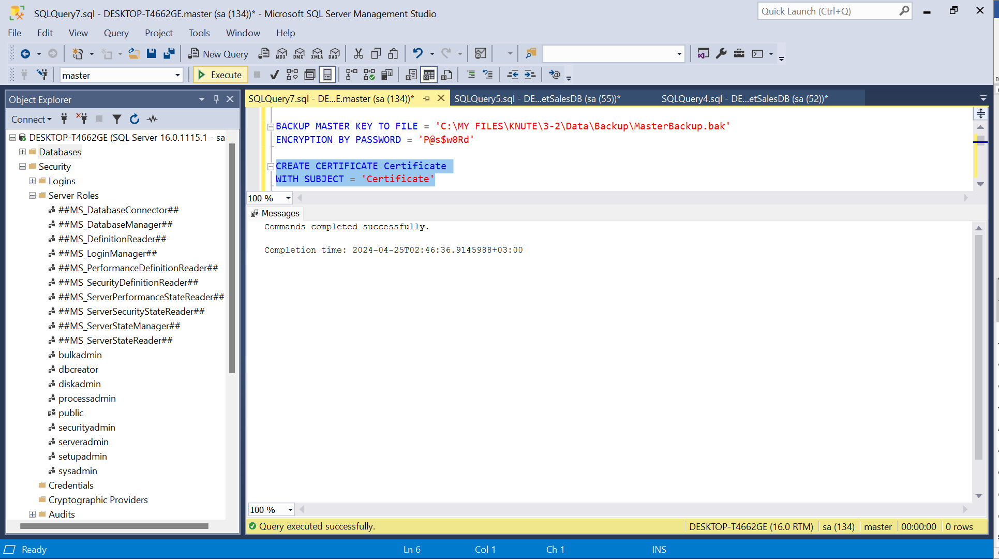 SQLQuery7.sql - DESKTOP-T4662GE.master (sa (134))* - Microsoft SQL Server Management Studio
Quick Launch (Ctrl+Q)
File Edit View Query Project Tools Window Help
New Query
MDX DMX XMLA DAX
master
Execute
Object Explorer
SQLQuery7.sql - DE...E.master (sa (134))*
SQLQuery5.sql - DE...etSalesDB (sa (55))*
SQLQuery4.sql - DE...etSalesDB (sa (52))*
Connect
DESKTOP-T4662GE (SQL Server 16.0.1115.1 - sa
Databases
Security
Logins
Server Roles
##MS_DatabaseConnector##
##MS_DatabaseManager##
##MS_DefinitionReader##
##MS_LoginManager##
##MS_PerformanceDefinitionReader##
##MS_SecurityDefinitionReader##
##MS_ServerPerformanceStateReader##
##MS_ServerSecurityStateReader##
##MS_ServerStateManager##
##MS_ServerStateReader##
bulkadmin
dbcreator
diskadmin
processadmin
public
securityadmin
serveradmin
setupadmin
sysadmin
Credentials
Cryptographic Providers
Audits
BACKUP MASTER KEY TO FILE = 'C:\MY FILES\KNUTE\3-2\Data\Backup\MasterBackup.bak'
ENCRYPTION BY PASSWORD = 'P@s$w0Rd'
CREATE CERTIFICATE Certificate
WITH SUBJECT = 'Certificate'
100 %
Messages
Commands completed successfully.
Completion time: 2024-04-25T02:46:36.9145988+03:00
100 %
Query executed successfully.
DESKTOP-T4662GE (16.0 RTM)
sa (134)
master
00:00:00
0 rows
Ready
Ln 6
Col 1
Ch 1
INS